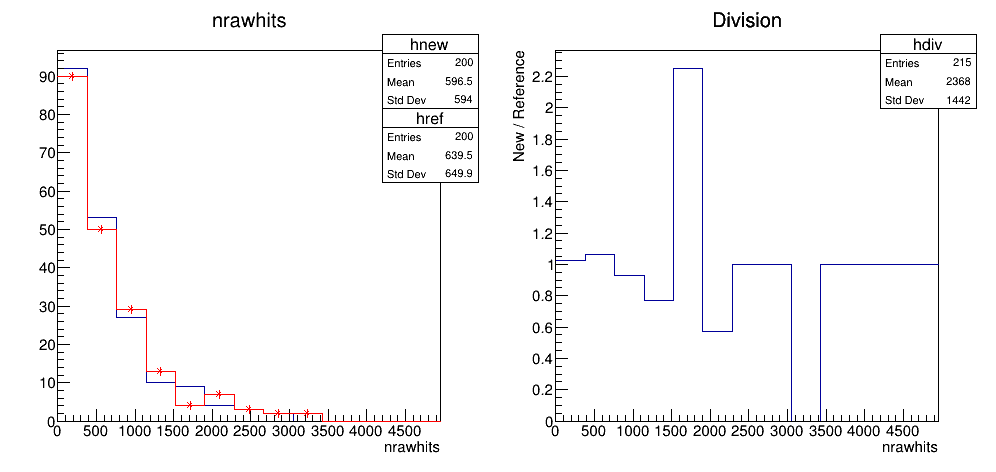 nrawhits
hnew
Entries 200
Mean 596.5
Std Dev 594
href
Entries 200
Mean 639.5
Std Dev 649.9
90
80
70
60
50
40
30
20
10
0
0 500 1000 1500 2000 2500 3000 3500 4000 4500
nrawhits
Division
hdiv
Entries 215
Mean 2368
Std Dev 1442
New / Reference
2.2
2
1.8
1.6
1.4
1.2
1
0.8
0.6
0.4
0.2
0
0 500 1000 1500 2000 2500 3000 3500 4000 4500
nrawhits